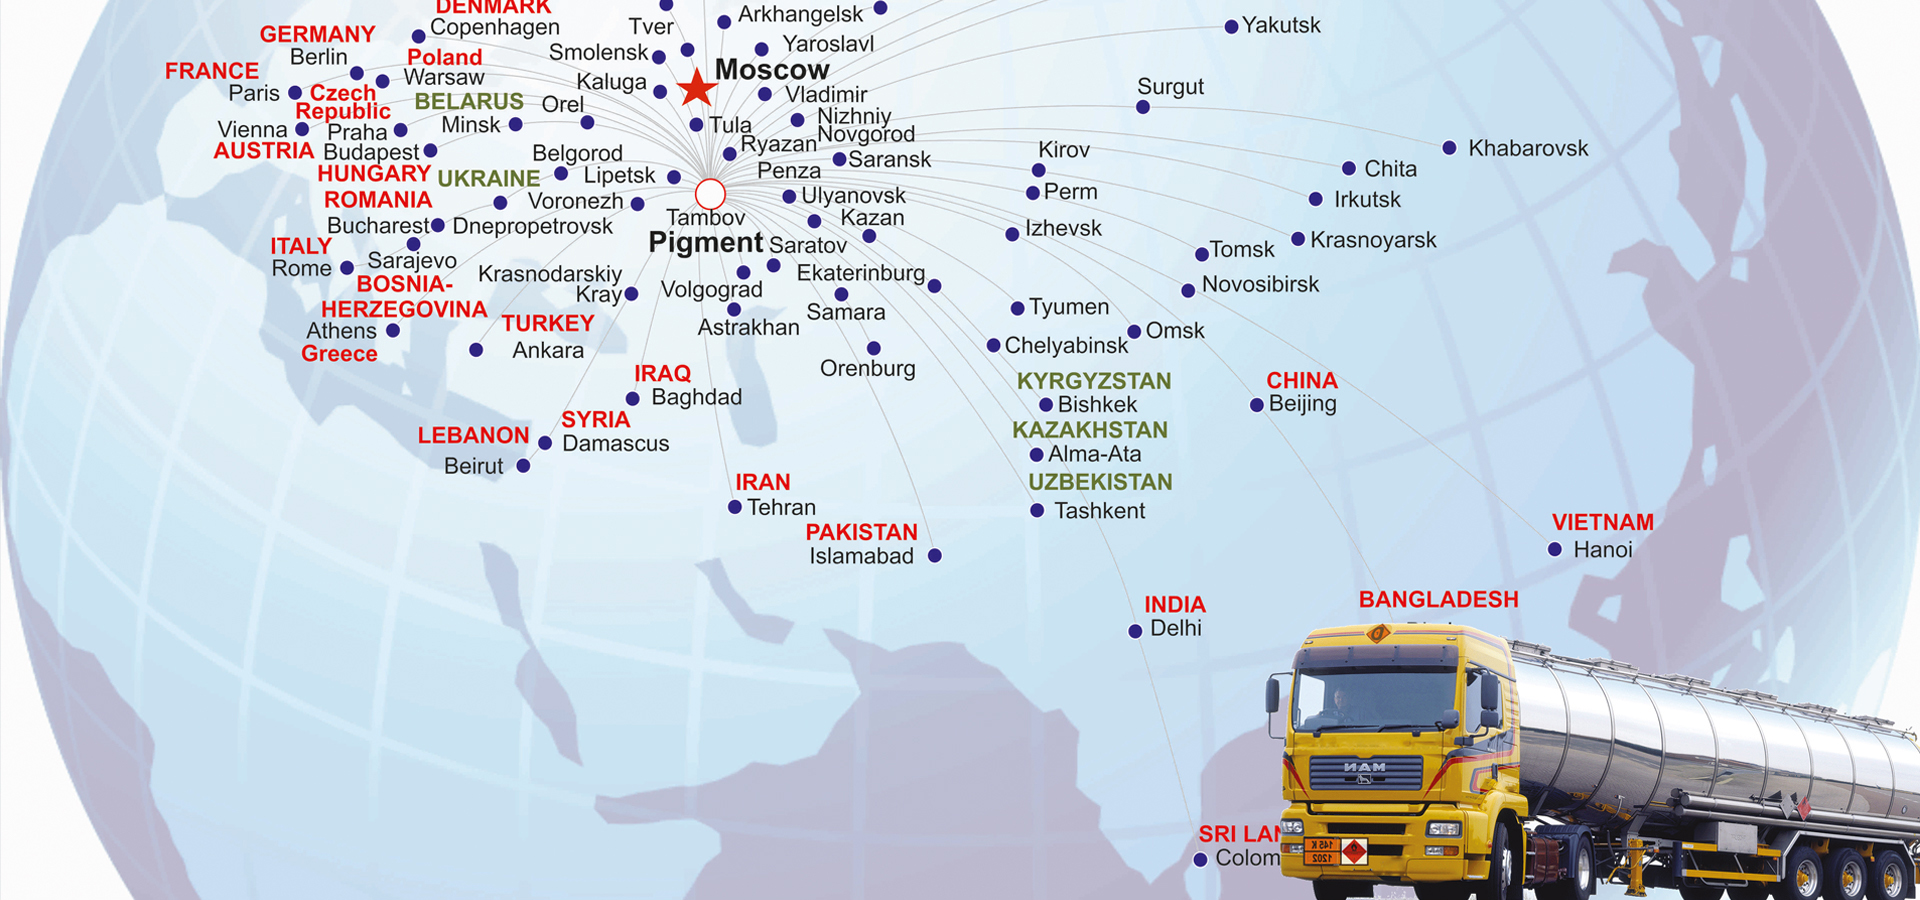 DENMARK
Copenhagen
GERMANY
Berlin
Poland
Warsaw
FRANCE
Paris
Czech
Republic
Praha
BELARUS
Minsk
Vienna
AUSTRIA
Budapest
HUNGARY
UKRAINE
ROMANIA
Bucharest
Dnepropetrovsk
ITALY
Rome
Sarajevo
BOSNIA-
HERZEGOVINA
Athens
Greece
TURKEY
Ankara
Tver
Smolensk
Kaluga
Orel
Belgorod
Lipetsk
Voronezh
Krasnodarskiy
Kray
Arkhangelsk
Yaroslavl
Moscow
Vladimir
Nizhniy
Novgorod
Tula
Ryazan
Saransk
Penza
Ulyanovsk
Tambov
Pigment
Kazan
Saratov
Volgograd
Ekaterinburg
Astrakhan
Samara
Orenburg
Yakutsk
Surgut
Khabarovsk
Kirov
Chita
Perm
Irkutsk
Izhevsk
Tomsk
Krasnoyarsk
Novosibirsk
Tyumen
Omsk
Chelyabinsk
IRAQ
Baghdad
SYRIA
Damascus
LEBANON
Beirut
IRAN
Tehran
PAKISTAN
Islamabad
KYRGYZSTAN
Bishkek
KAZAKHSTAN
Alma-Ata
UZBEKISTAN
Tashkent
CHINA
Beijing
VIETNAM
Hanoi
INDIA
Delhi
BANGLADESH
SRI LAN
Colom
MAN